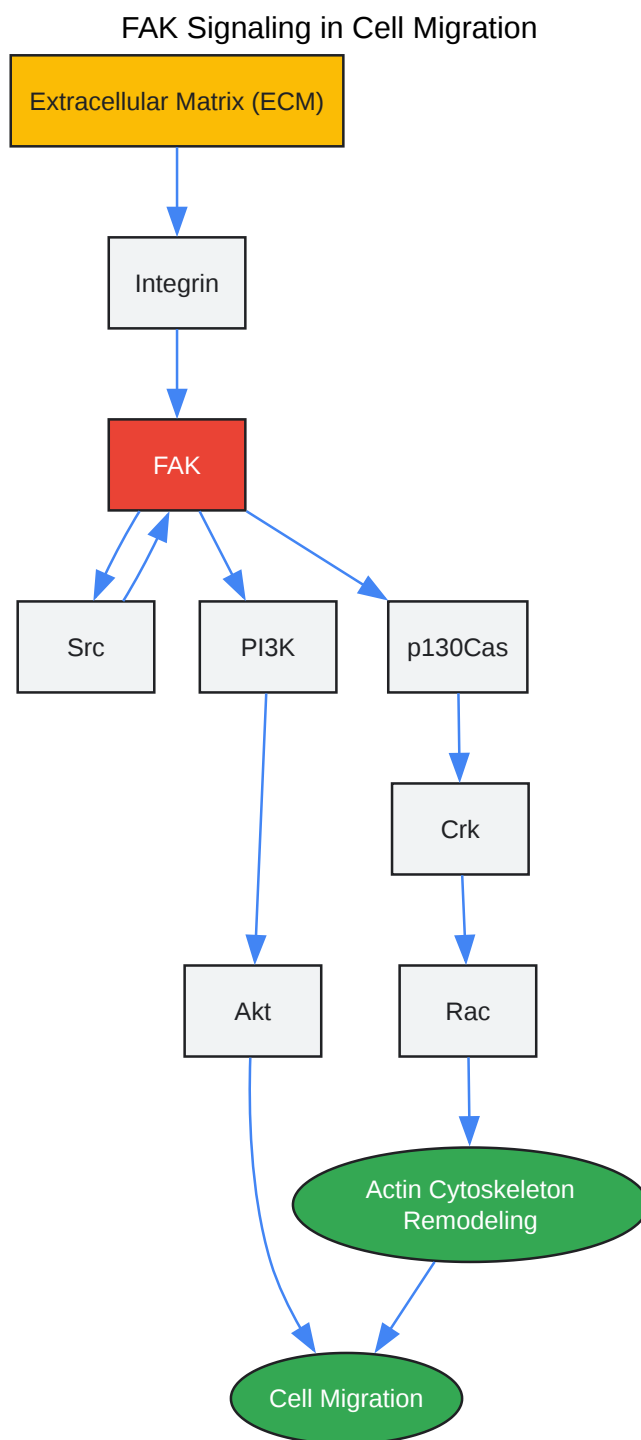 FAK Signaling in Cell Migration
Extracellular Matrix (ECM)
Integrin
FAK
Src
PI3K
p130Cas
Crk
Akt
Rac
Actin Cytoskeleton
Remodeling
Cell Migration